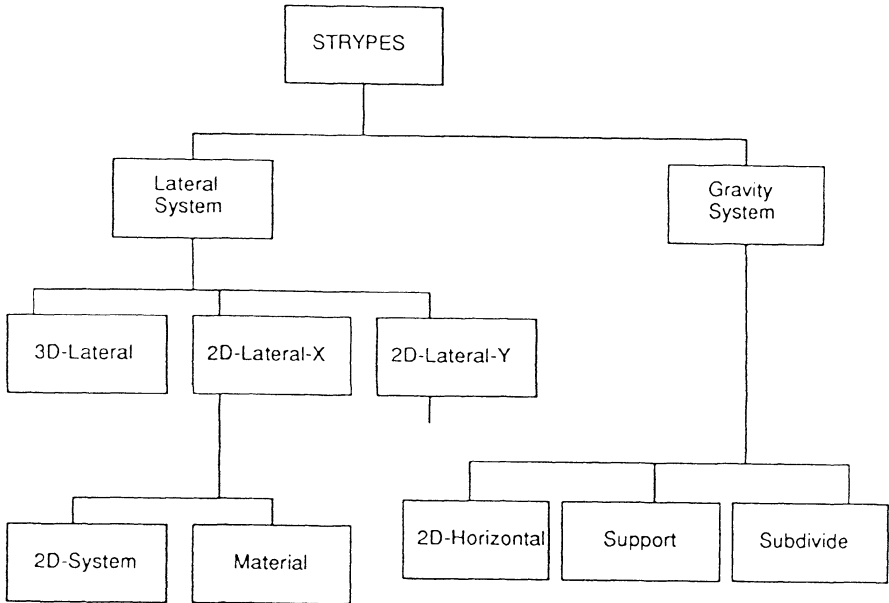 STRYPES
Lateral
System
Gravity
System
3D-Lateral
2D-Lateral-X
2D-Lateral-Y
2D-System
Material
2D-Horizontal
Support
Subdivide